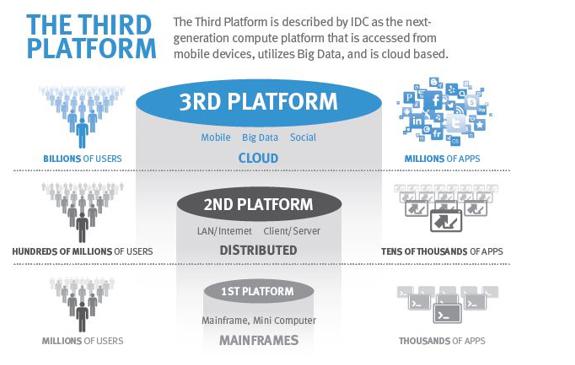 THE THIRD
PLATFORM
The Third Platform is described by IDC as the next-
generation compute platform that is accessed from
mobile devices, utilizes Big Data, and is cloud based.
3RD PLATFORM
Mobile Big Data Social
CLOUD
BILLIONS OF USERS
MILLIONS OF APPS
2ND PLATFORM
LAN/Internet Client/Server
DISTRIBUTED
HUNDREDS OF MILLIONS OF USERS
TENS OF THOUSANDS OF APPS
1ST PLATFORM
Mainframe, Mini Computer
MAINFRAMES
MILLIONS OF USERS
THOUSANDS OF APPS